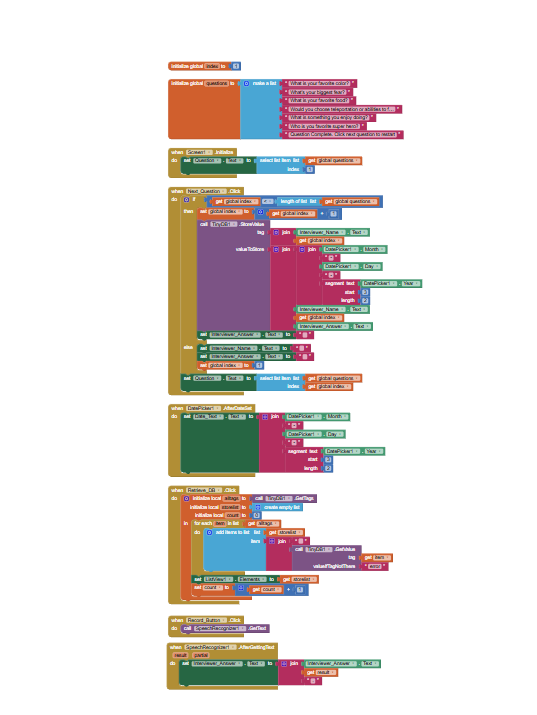 initialize global index to 1
initialize global questions to make a list " What is your favorite color? "
" What's your biggest fear? "
" What is your favorite food? "
" Would you choose teleportation or abilities to f...
" What is something you enjoy doing? "
" Who is you favorite super hero? "
" Question Complete. Click next question to restart "
when Screen1 .Initialize
do set Question . Text to select list item list get global questions
index 1
when Next_Question .Click
do if get global index < length of list list get global questions
then set global index to get global index + 1
call TinyDB1 .StoreValue
tag join Interviewer_Name . Text
get global index
valueToStore join join DatePicker1 . Month
DatePicker1 . Day
segment text DatePicker1 . Year
start 3
length 2
Interviewer_Name . Text
get global index
Interviewer_Answer . Text
set Interviewer_Answer . Text to " "
else set Interviewer_Name . Text to " "
set Interviewer_Answer . Text to " "
set global index to 1
set Question . Text to select list item list get global questions
index get global index
when DatePicker1 .AfterDateSet
do set Date_Text . Text to join DatePicker1 . Month
DatePicker1 . Day
segment text DatePicker1 . Year
start 3
length 2
when Retrieve_DB .Click
do initialize local alltags to call TinyDB1 .GetTags
initialize local storelist to create empty list
initialize local count to 0
in for each item in list get alltags
do add items to list list get storelist
item join " "
call TinyDB1 .GetValue
tag get item
valueIfTagNotThere " error "
set ListView1 . Elements to get storelist
set count to get count + 1
when Record_Button .Click
do call SpeechRecognizer1 .GetText
when SpeechRecognizer1 .AfterGettingText
result partial
do set Interviewer_Answer . Text to join Interviewer_Answer . Text
get result